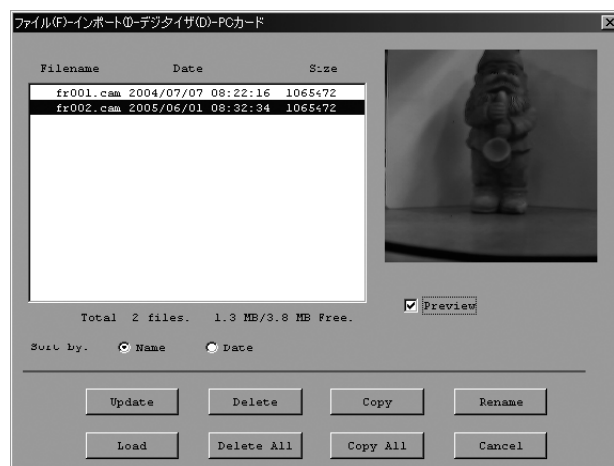 ファイル(F)-インポート(I)-デジタイザ(D)-PCカード
Filename Date Size
fr001.cam 2004/07/07 08:22:16 1065472
fr002.cam 2005/06/01 08:32:34 1065472
Total 2 files. 1.3 MB/3.8 MB Free.
Preview
Sort by. Name Date
Update Delete Copy Rename
Load Delete All Copy All Cancel